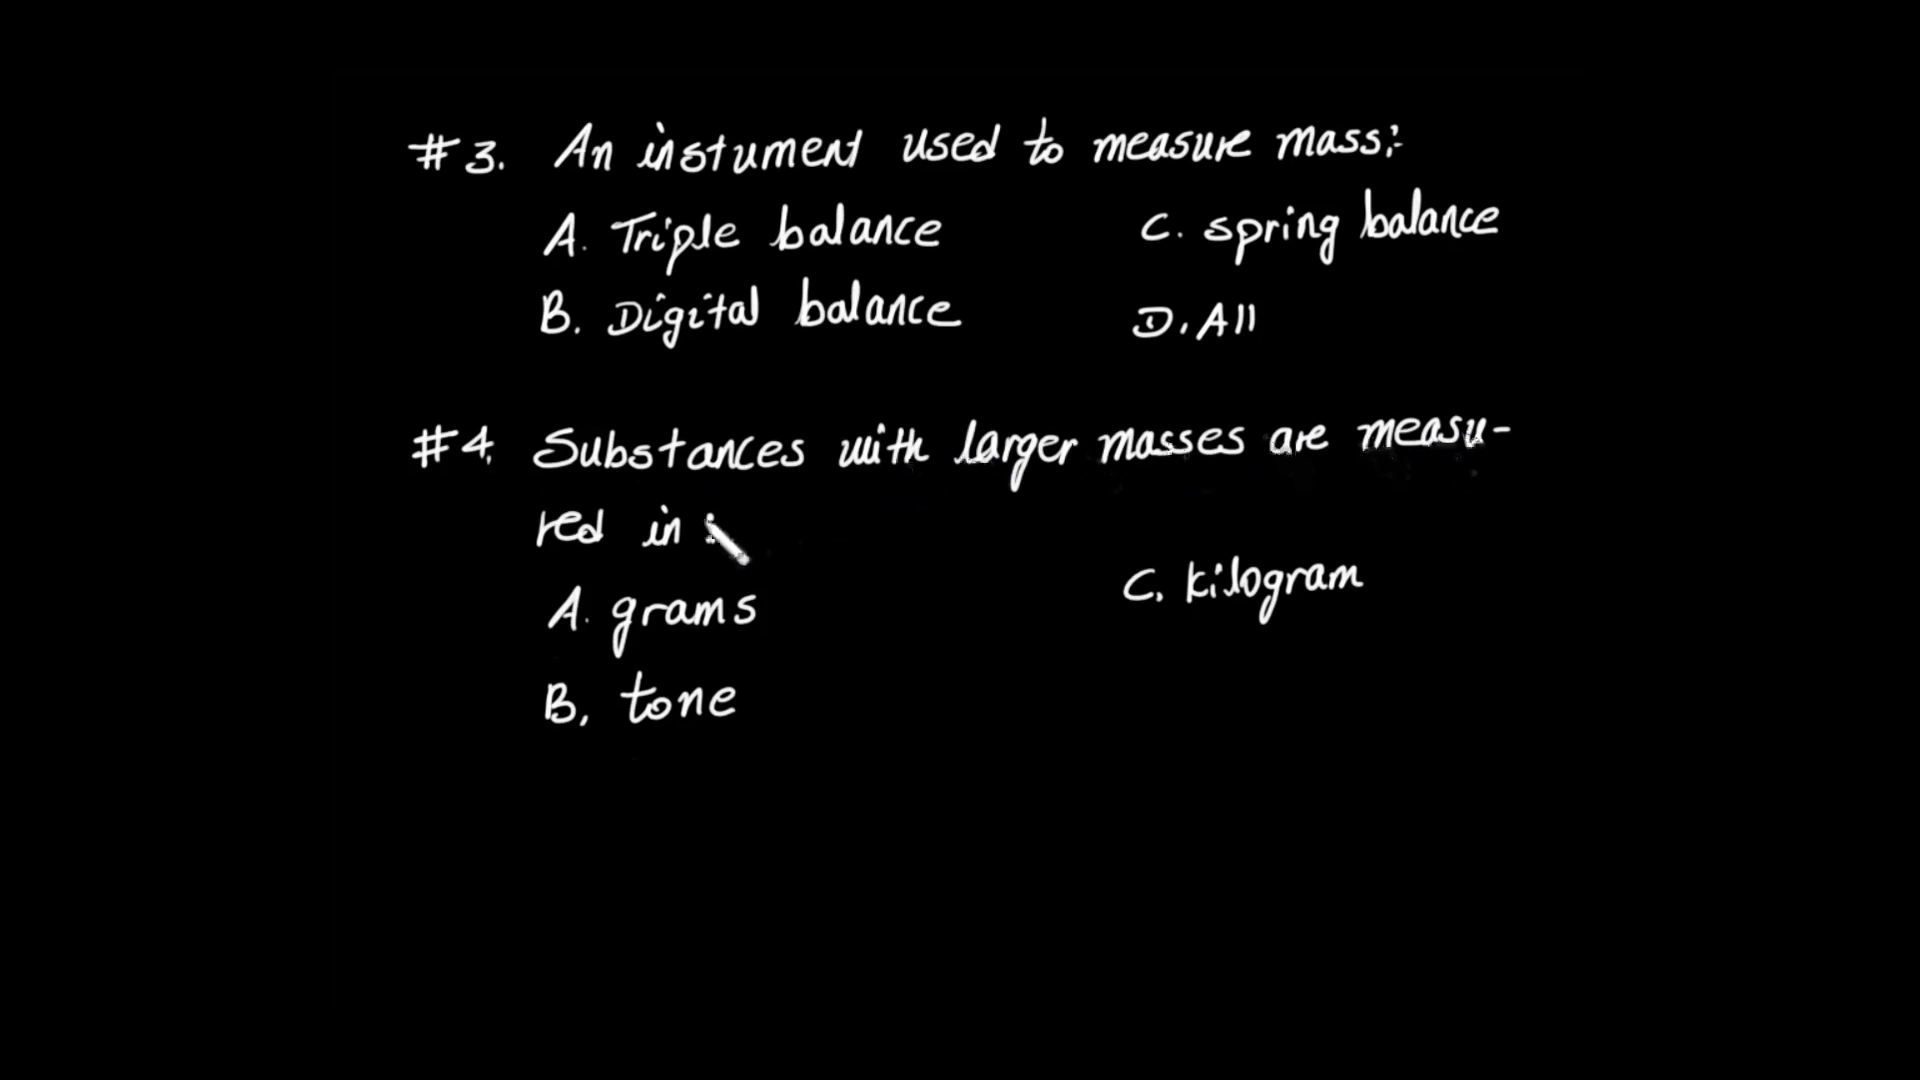 #3. An instument used to measure mass:-
A. Triple balance
C. spring balance
B. Digital balance
D. All
#4. Substances with larger masses are measu-
red in :
A. grams
C. kilogram
B. tone